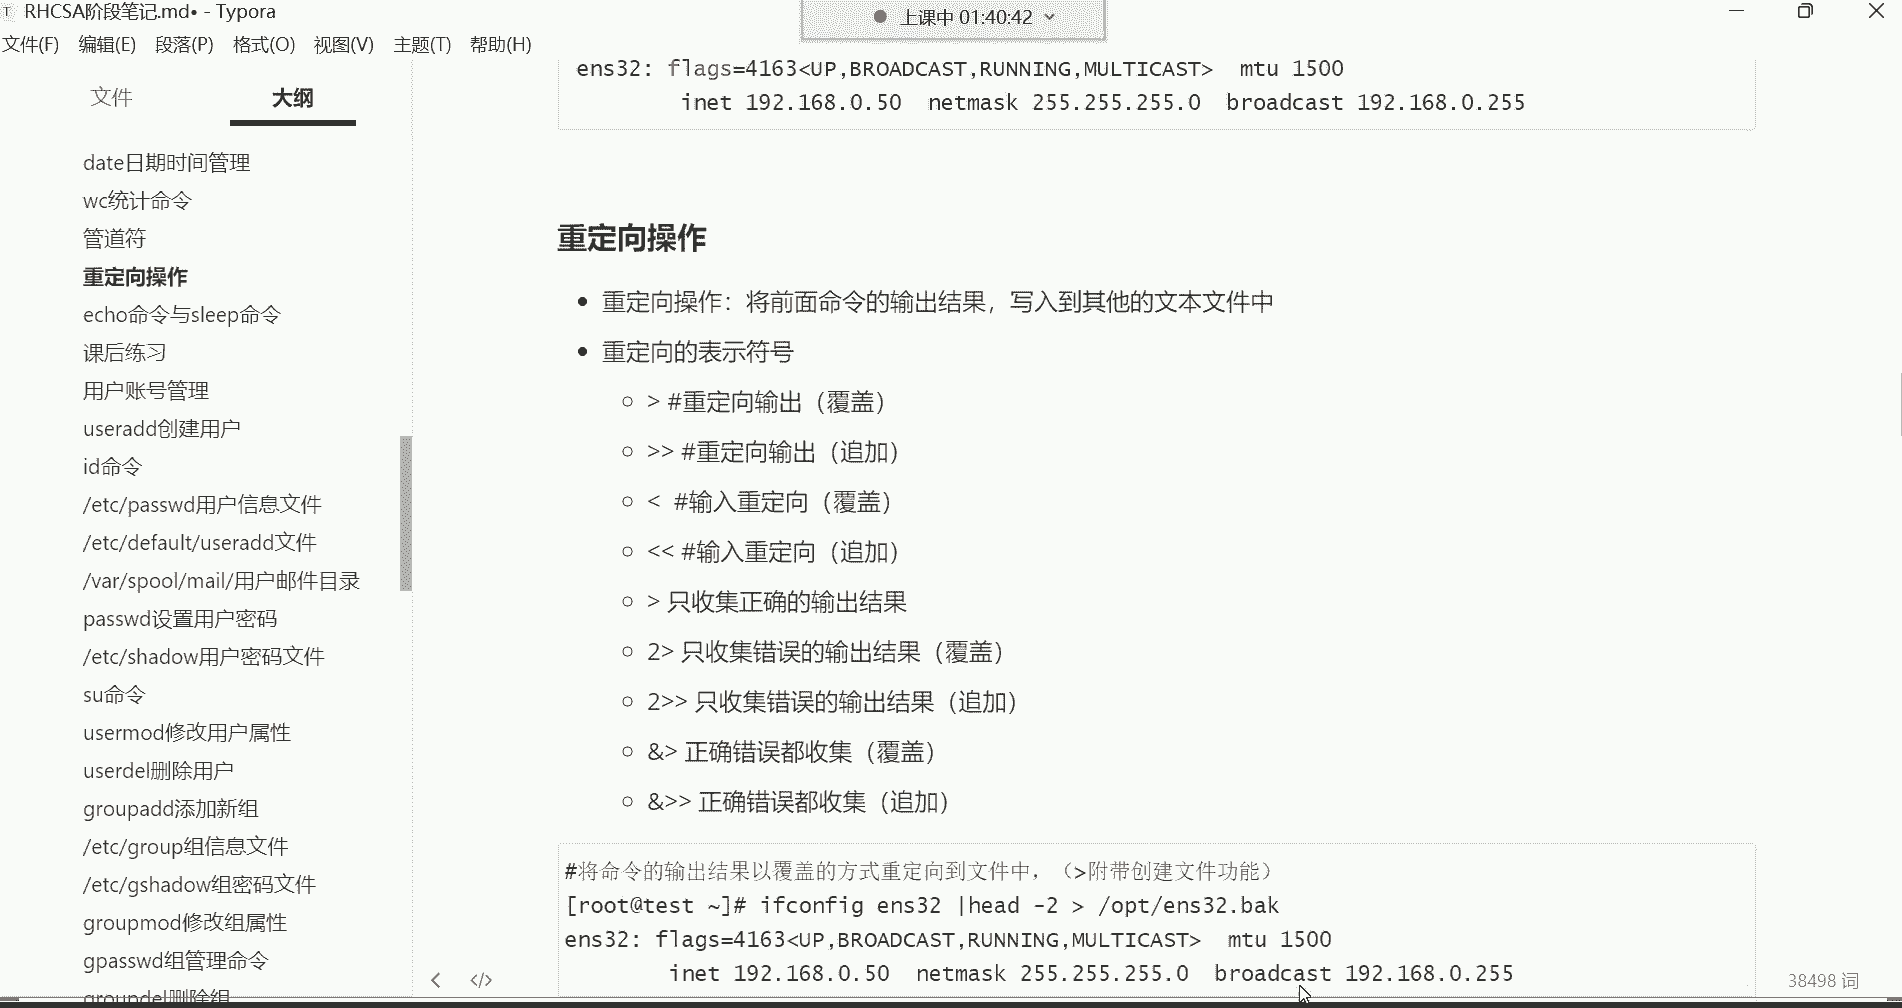 RHCSA阶段笔记.md• - Typora
上课中 01:40:42
文件(F) 编辑(E) 段落(P) 格式(O) 视图(V) 主题(T) 帮助(H)
文件 大纲
date日期时间管理
wc统计命令
管道符
重定向操作
echo命令与sleep命令
课后练习
用户账号管理
useradd创建用户
id命令
/etc/passwd用户信息文件
/etc/default/useradd文件
/var/spool/mail/用户邮件目录
passwd设置用户密码
/etc/shadow用户密码文件
su命令
usermod修改用户属性
userdel删除用户
groupadd添加新组
/etc/group组信息文件
/etc/gshadow组密码文件
groupmod修改组属性
gpasswd组管理命令
groupdel删除组
ens32: flags=4163<UP,BROADCAST,RUNNING,MULTICAST>  mtu 1500
inet 192.168.0.50  netmask 255.255.255.0  broadcast 192.168.0.255
重定向操作
• 重定向操作：将前面命令的输出结果，写入到其他的文本文件中
• 重定向的表示符号
○ > #重定向输出（覆盖）
○ >> #重定向输出（追加）
○ <  #输入重定向（覆盖）
○ << #输入重定向（追加）
○ > 只收集正确的输出结果
○ 2> 只收集错误的输出结果（覆盖）
○ 2>> 只收集错误的输出结果（追加）
○ &> 正确错误都收集（覆盖）
○ &>> 正确错误都收集（追加）
#将命令的输出结果以覆盖的方式重定向到文件中，（>附带创建文件功能）
[root@test ~]# ifconfig ens32 |head -2 > /opt/ens32.bak
ens32: flags=4163<UP,BROADCAST,RUNNING,MULTICAST>  mtu 1500
inet 192.168.0.50  netmask 255.255.255.0  broadcast 192.168.0.255
38498 词